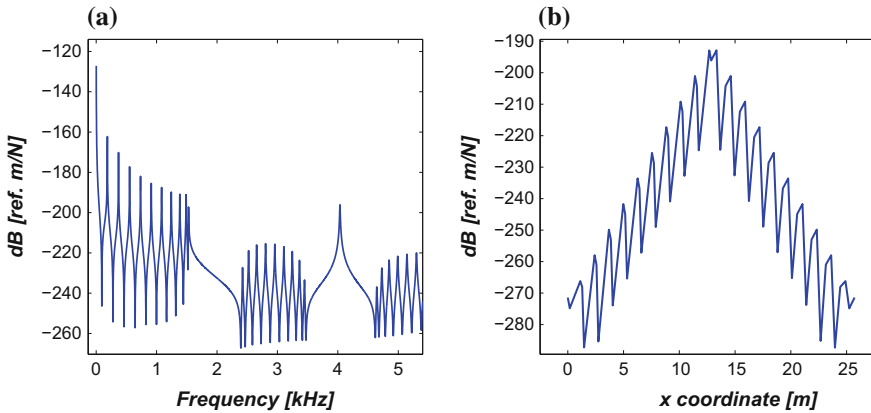 (a)
dB [ref. m/N]
−120
−140
−160
−180
−200
−220
−240
−260
0 1 2 3 4 5
Frequency [kHz]
(b)
dB [ref. m/N]
−190
−200
−210
−220
−230
−240
−250
−260
−270
−280
0 5 10 15 20 25
x coordinate [m]